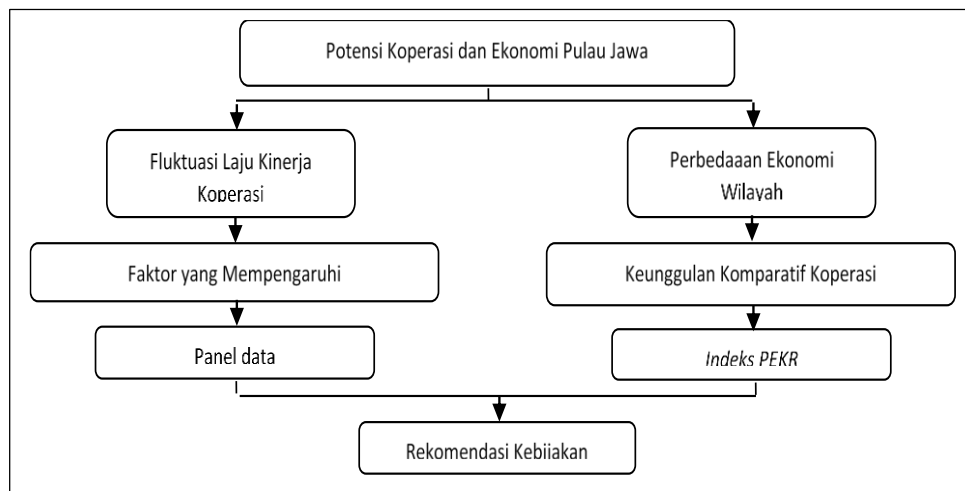 Potensi Koperasi dan Ekonomi Pulau Jawa
Fluktuasi Laju Kinerja
Koperasi
Perbedaaan Ekonomi
Wilayah
Faktor yang Mempengaruhi
Keunggulan Komparatif Koperasi
Panel data
Indeks PEKR
Rekomendasi Kebijakan